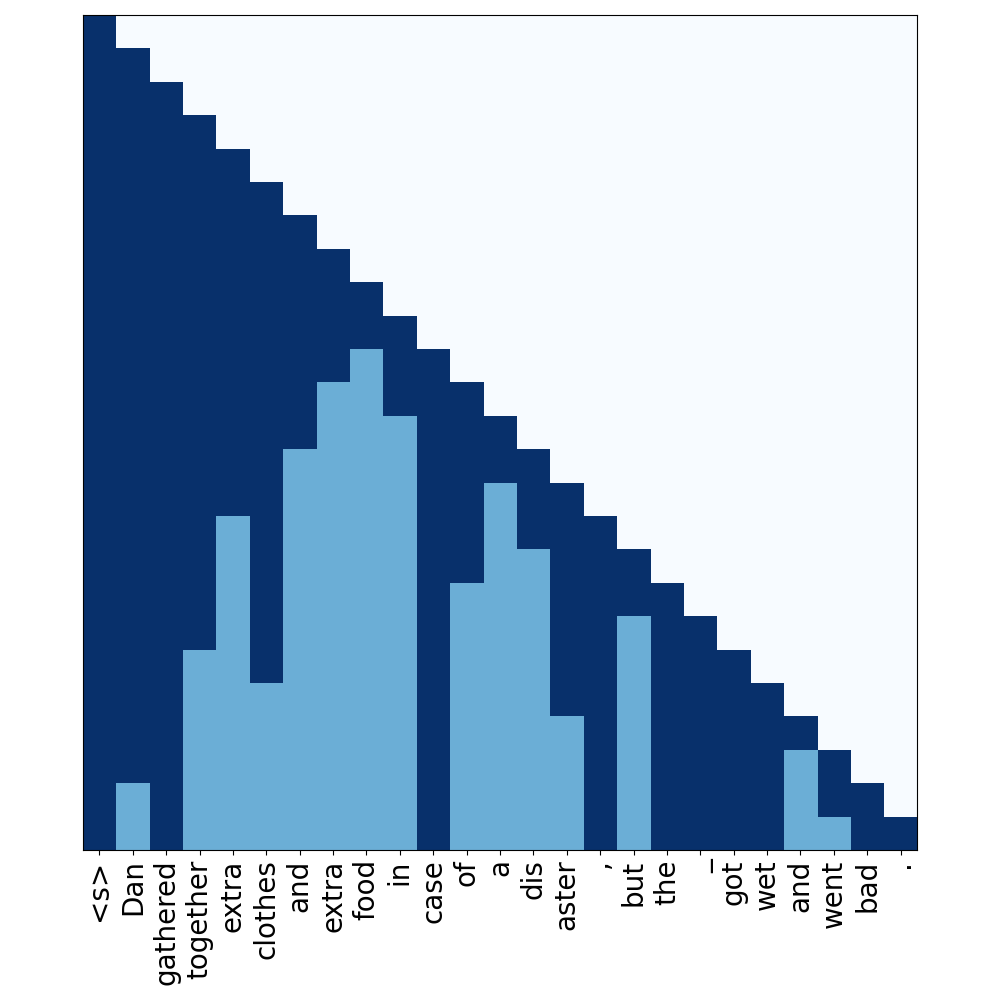 <s> Dan gathered together extra clothes and extra food in case of a dis aster , but the _ got wet and went bad .